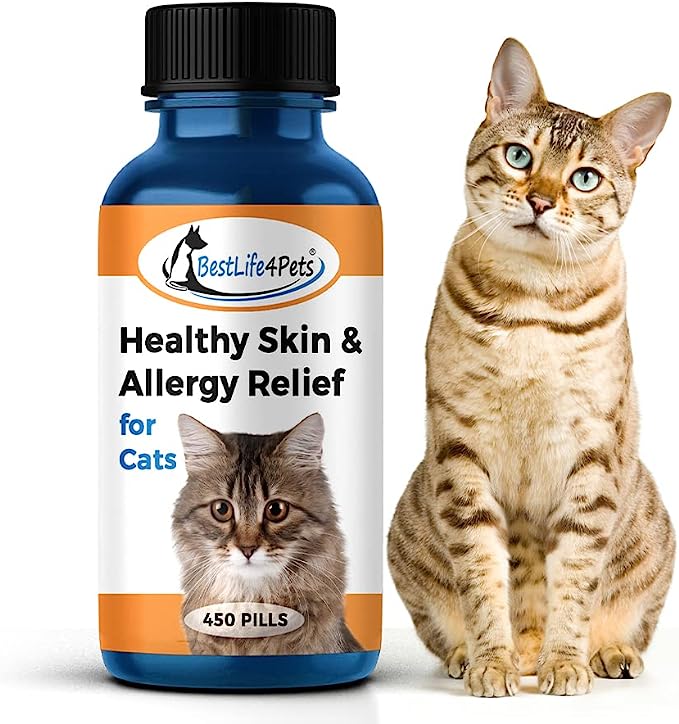 BestLife4Pets®
Healthy Skin &
Allergy Relief
for
Cats
450 PILLS